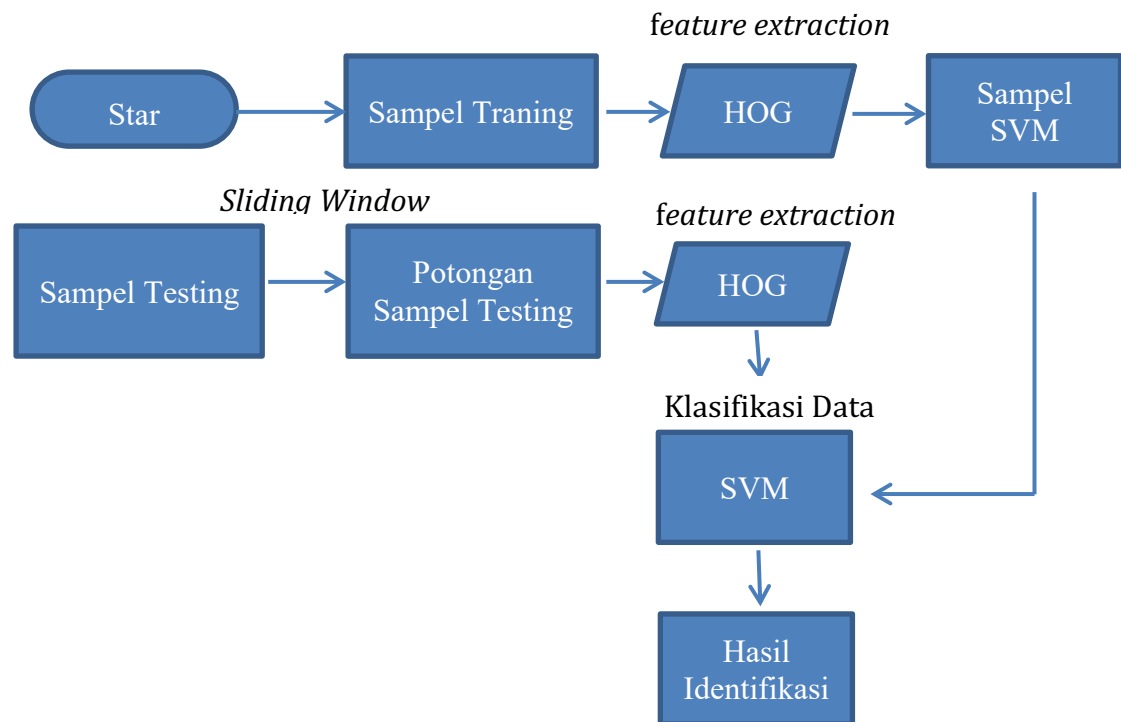 feature extraction
Star
Sampel Traning
HOG
Sampel
SVM
Sliding Window
feature extraction
Sampel Testing
Potongan
Sampel Testing
HOG
Klasifikasi Data
SVM
Hasil
Identifikasi